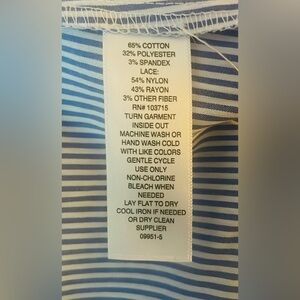 65% COTTON
32% POLYESTER
3% SPANDEX
LACE:
54% NYLON
43% RAYON
3% OTHER FIBER
RN# 103715
TURN GARMENT
INSIDE OUT
MACHINE WASH OR
HAND WASH COLD
WITH LIKE COLORS
GENTLE CYCLE
USE ONLY
NON-CHLORINE
BLEACH WHEN
NEEDED
LAY FLAT TO DRY
COOL IRON IF NEEDED
OR DRY CLEAN
SUPPLIER
09951-5